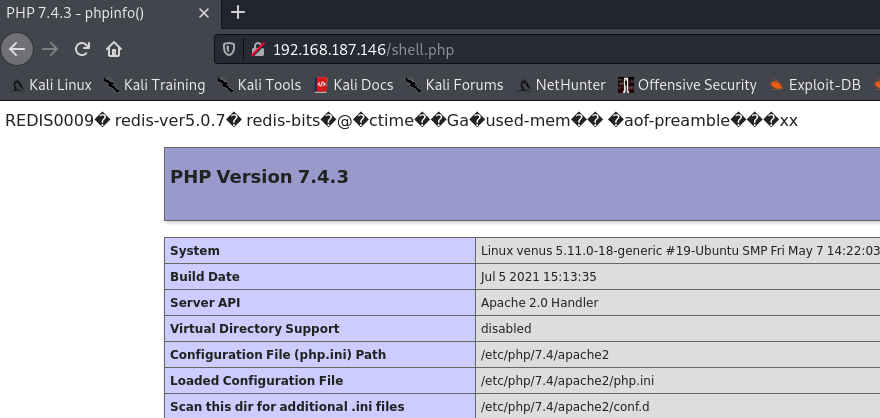 PHP 7.4.3 - phpinfo()
192.168.187.146/shell.php
Kali Linux Kali Training Kali Tools Kali Docs Kali Forums NetHunter Offensive Security Exploit-DB
REDIS0009� redis-ver5.0.7� redis-bits�@�ctime��Ga�used-mem�� �aof-preamble���xx
PHP Version 7.4.3
System Linux venus 5.11.0-18-generic #19-Ubuntu SMP Fri May 7 14:22:03
Build Date Jul 5 2021 15:13:35
Server API Apache 2.0 Handler
Virtual Directory Support disabled
Configuration File (php.ini) Path /etc/php/7.4/apache2
Loaded Configuration File /etc/php/7.4/apache2/php.ini
Scan this dir for additional .ini files /etc/php/7.4/apache2/conf.d